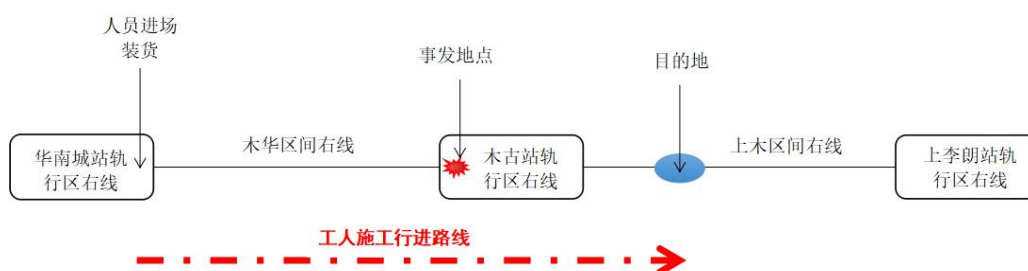 人员进场
装货
事发地点
目的地
华南城站轨
行区右线
木华区间右线
木古站轨
行区右线
上木区间右线
上李朗站轨
行区右线
工人施工行进路线